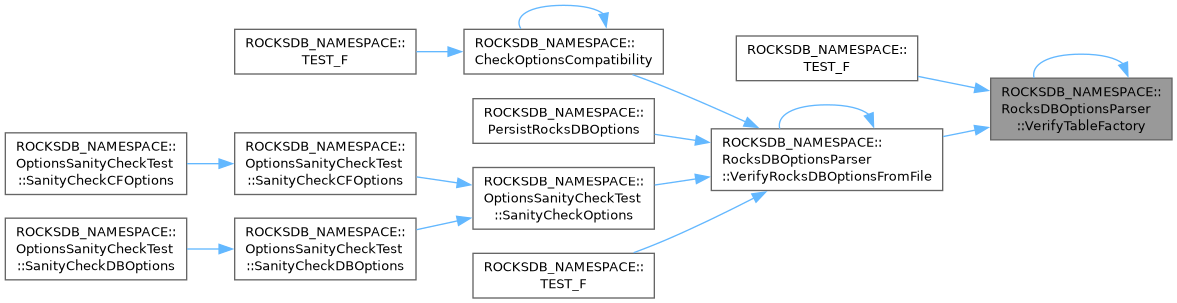 ROCKSDB_NAMESPACE::
TEST_F
ROCKSDB_NAMESPACE::
CheckOptionsCompatibility
ROCKSDB_NAMESPACE::
TEST_F
ROCKSDB_NAMESPACE::
RocksDBOptionsParser
::VerifyTableFactory
ROCKSDB_NAMESPACE::
PersistRocksDBOptions
ROCKSDB_NAMESPACE::
RocksDBOptionsParser
::VerifyRocksDBOptionsFromFile
ROCKSDB_NAMESPACE::
OptionsSanityCheckTest
::SanityCheckCFOptions
ROCKSDB_NAMESPACE::
OptionsSanityCheckTest
::SanityCheckCFOptions
ROCKSDB_NAMESPACE::
OptionsSanityCheckTest
::SanityCheckOptions
ROCKSDB_NAMESPACE::
OptionsSanityCheckTest
::SanityCheckDBOptions
ROCKSDB_NAMESPACE::
OptionsSanityCheckTest
::SanityCheckDBOptions
ROCKSDB_NAMESPACE::
TEST_F